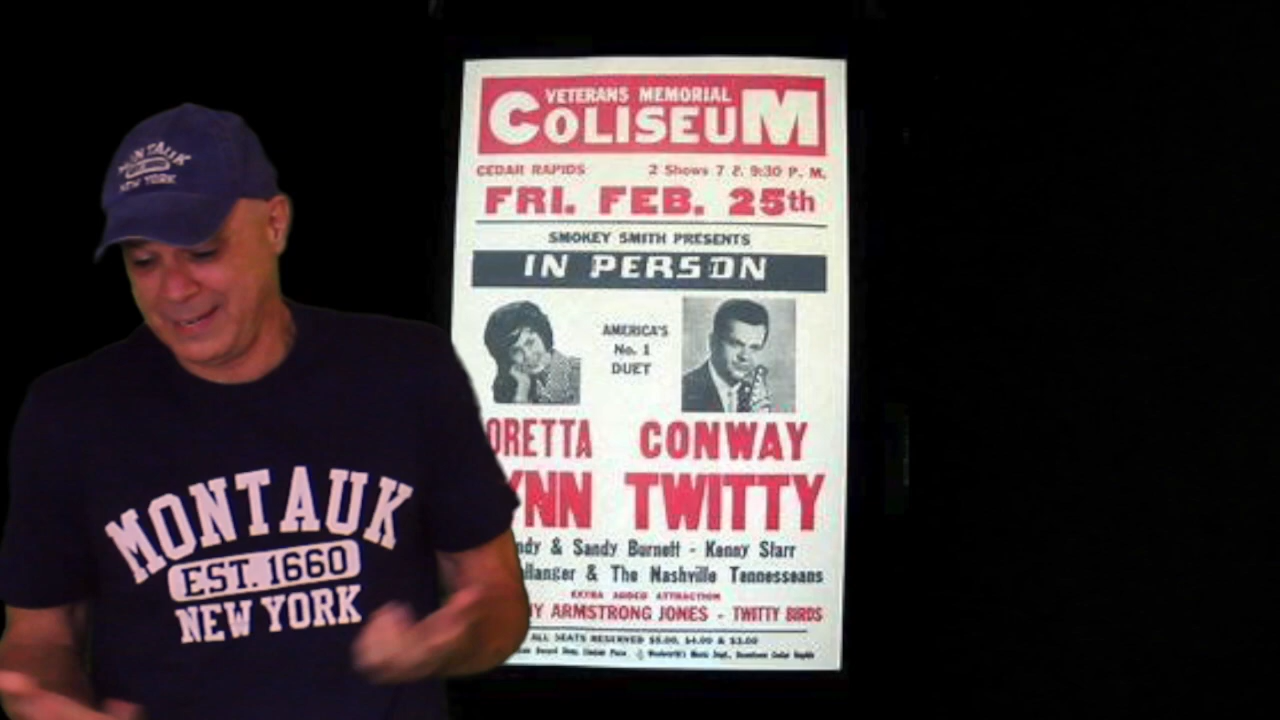 MONTAUK
NEW YORK
MONTAUK
EST. 1660
NEW YORK
VETERANS MEMORIAL
COLISEUM
CEDAR RAPIDS 2 Shows 7 & 9:30 P. M.
FRI. FEB. 25th
SMOKEY SMITH PRESENTS
IN PERSON
AMERICA'S
No. 1
DUET
ORETTA CONWAY
YNN TWITTY
ndy & Sandy Burnett - Kenny Starr
llanger & The Nashville Tennesseans
EXTRA ADDED ATTRACTION
Y ARMSTRONG JONES - TWITTY BIRDS
ALL SEATS RESERVED $5.00, $4.00 & $3.00